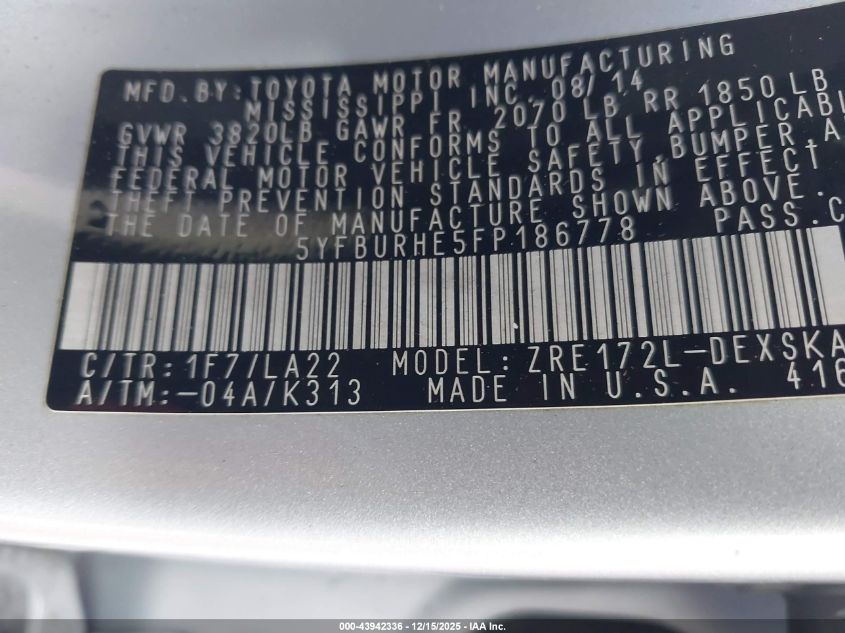 MFD.BY:TOYOTA MOTOR MANUFACTURING
MISSISSIPPI INC.08/14
GVWR 3820LB GAWR FR 2070 LB RR 1850 LB
THIS VEHICLE CONFORMS TO ALL APPLICABL
FEDERAL MOTOR VEHICLE SAFETY,BUMPER,A
THEFT PREVENTION STANDARDS IN EFFECT
THE DATE OF MANUFACTURE SHOWN ABOVE.
5YFBURHE5FP186778 PASS.C
C/TR:1F7/LA22 MODEL:ZRE172L-DEXSKA
A/TM:-04A/K313 MADE IN U.S.A. 416
000-43942336 - 12/15/2025 - IAA Inc.